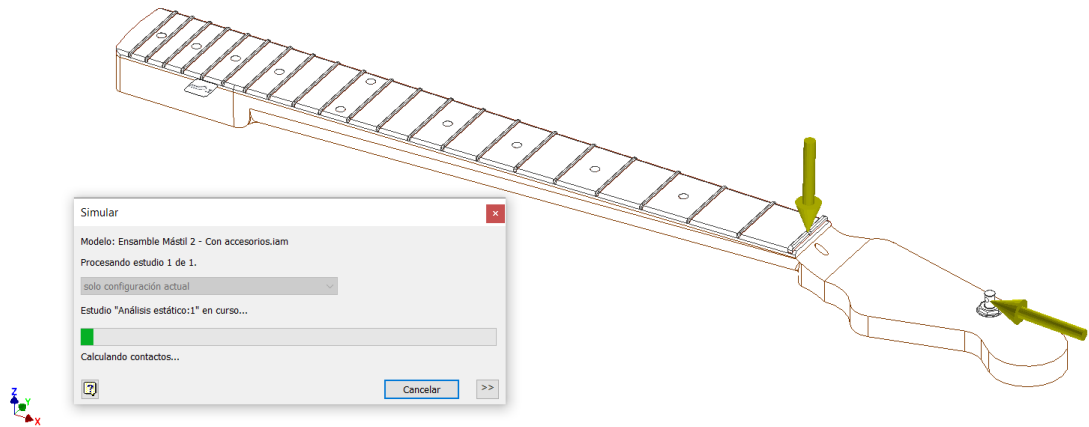 Simular
Modelo: Ensamble Mástil 2 - Con accesorios.iam
Procesando estudio 1 de 1.
solo configuración actual
Estudio "Análisis estático:1" en curso...
Calculando contactos...
Cancelar
>>
Z
Y
X